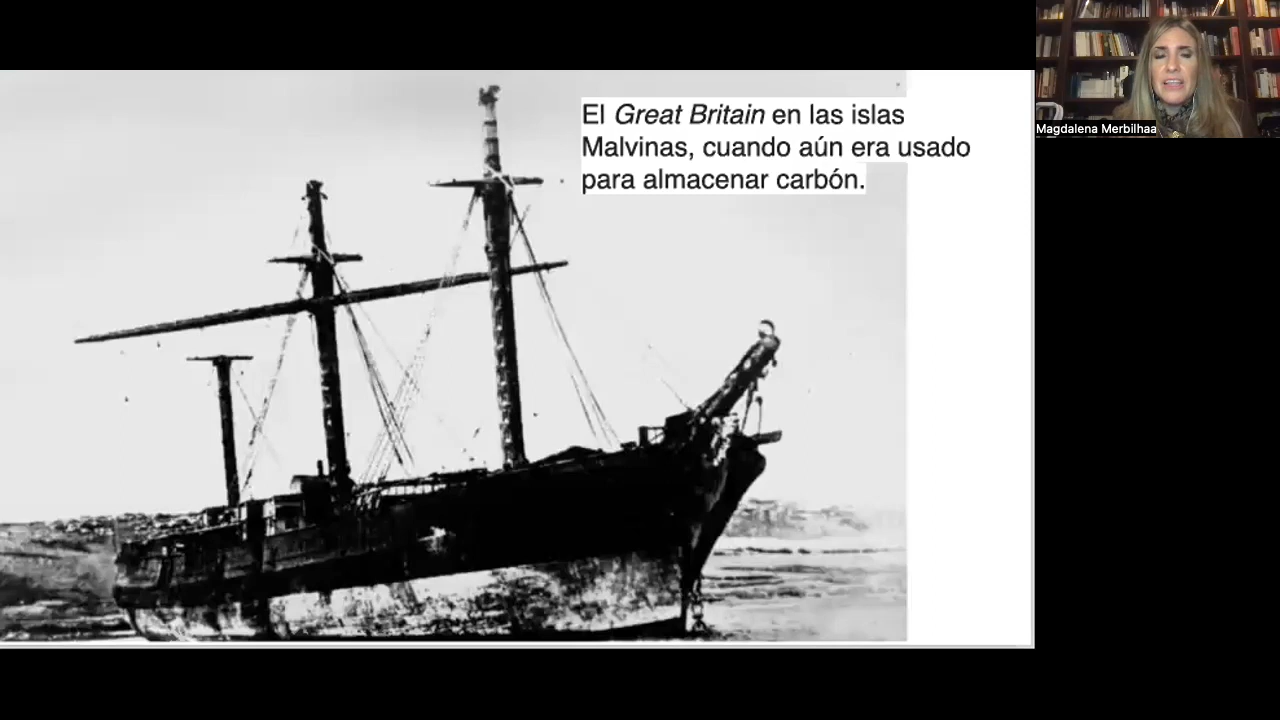 El Great Britain en las islas
Malvinas, cuando aún era usado
para almacenar carbón.
Magdalena Merbilhaa